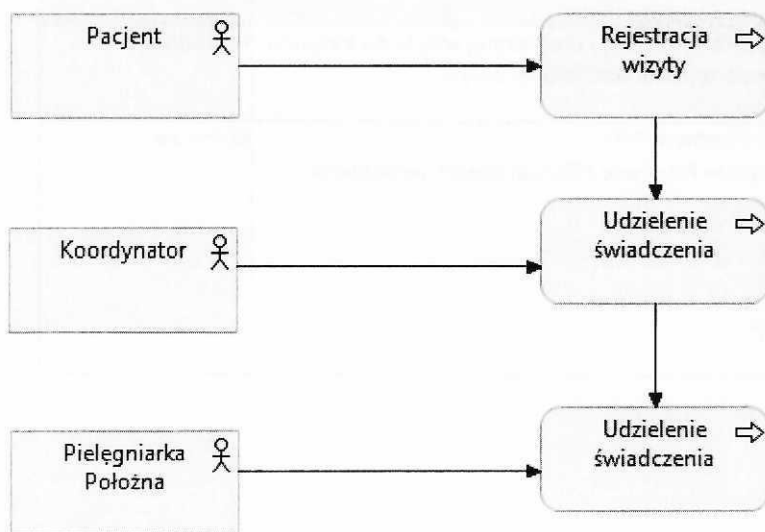 Pacjent
Rejestracja
wizyty
Koordynator
Udzielenie
świadczenia
Pielęgniarka
Położna
Udzielenie
świadczenia